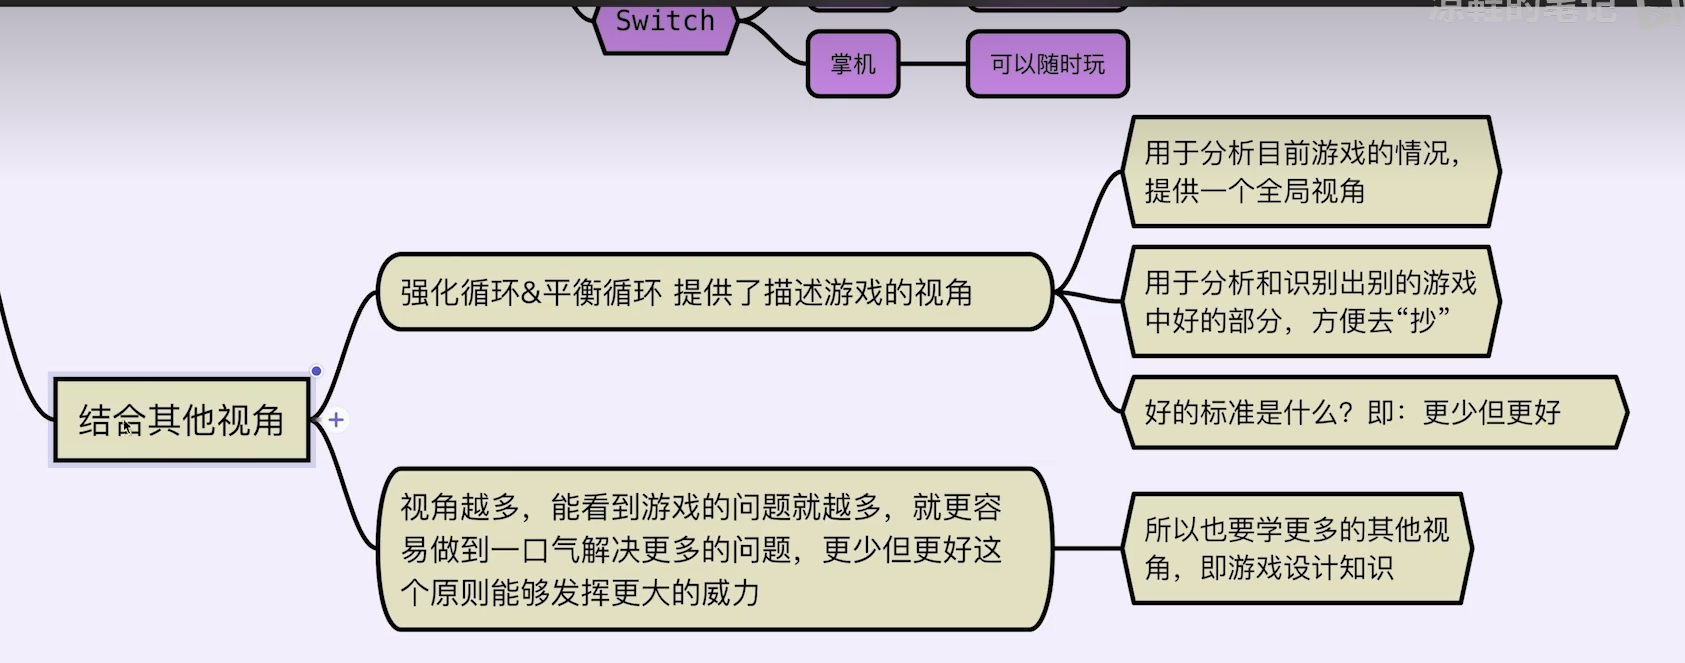 凉鞋的笔记
Switch
掌机
可以随时玩
用于分析目前游戏的情况，
提供一个全局视角
强化循环&平衡循环 提供了描述游戏的视角
用于分析和识别出别的游戏
中好的部分，方便去“抄”
好的标准是什么？即：更少但更好
结合其他视角
视角越多，能看到游戏的问题就越多，就更容
易做到一口气解决更多的问题，更少但更好这
个原则能够发挥更大的威力
所以也要学更多的其他视
角，即游戏设计知识